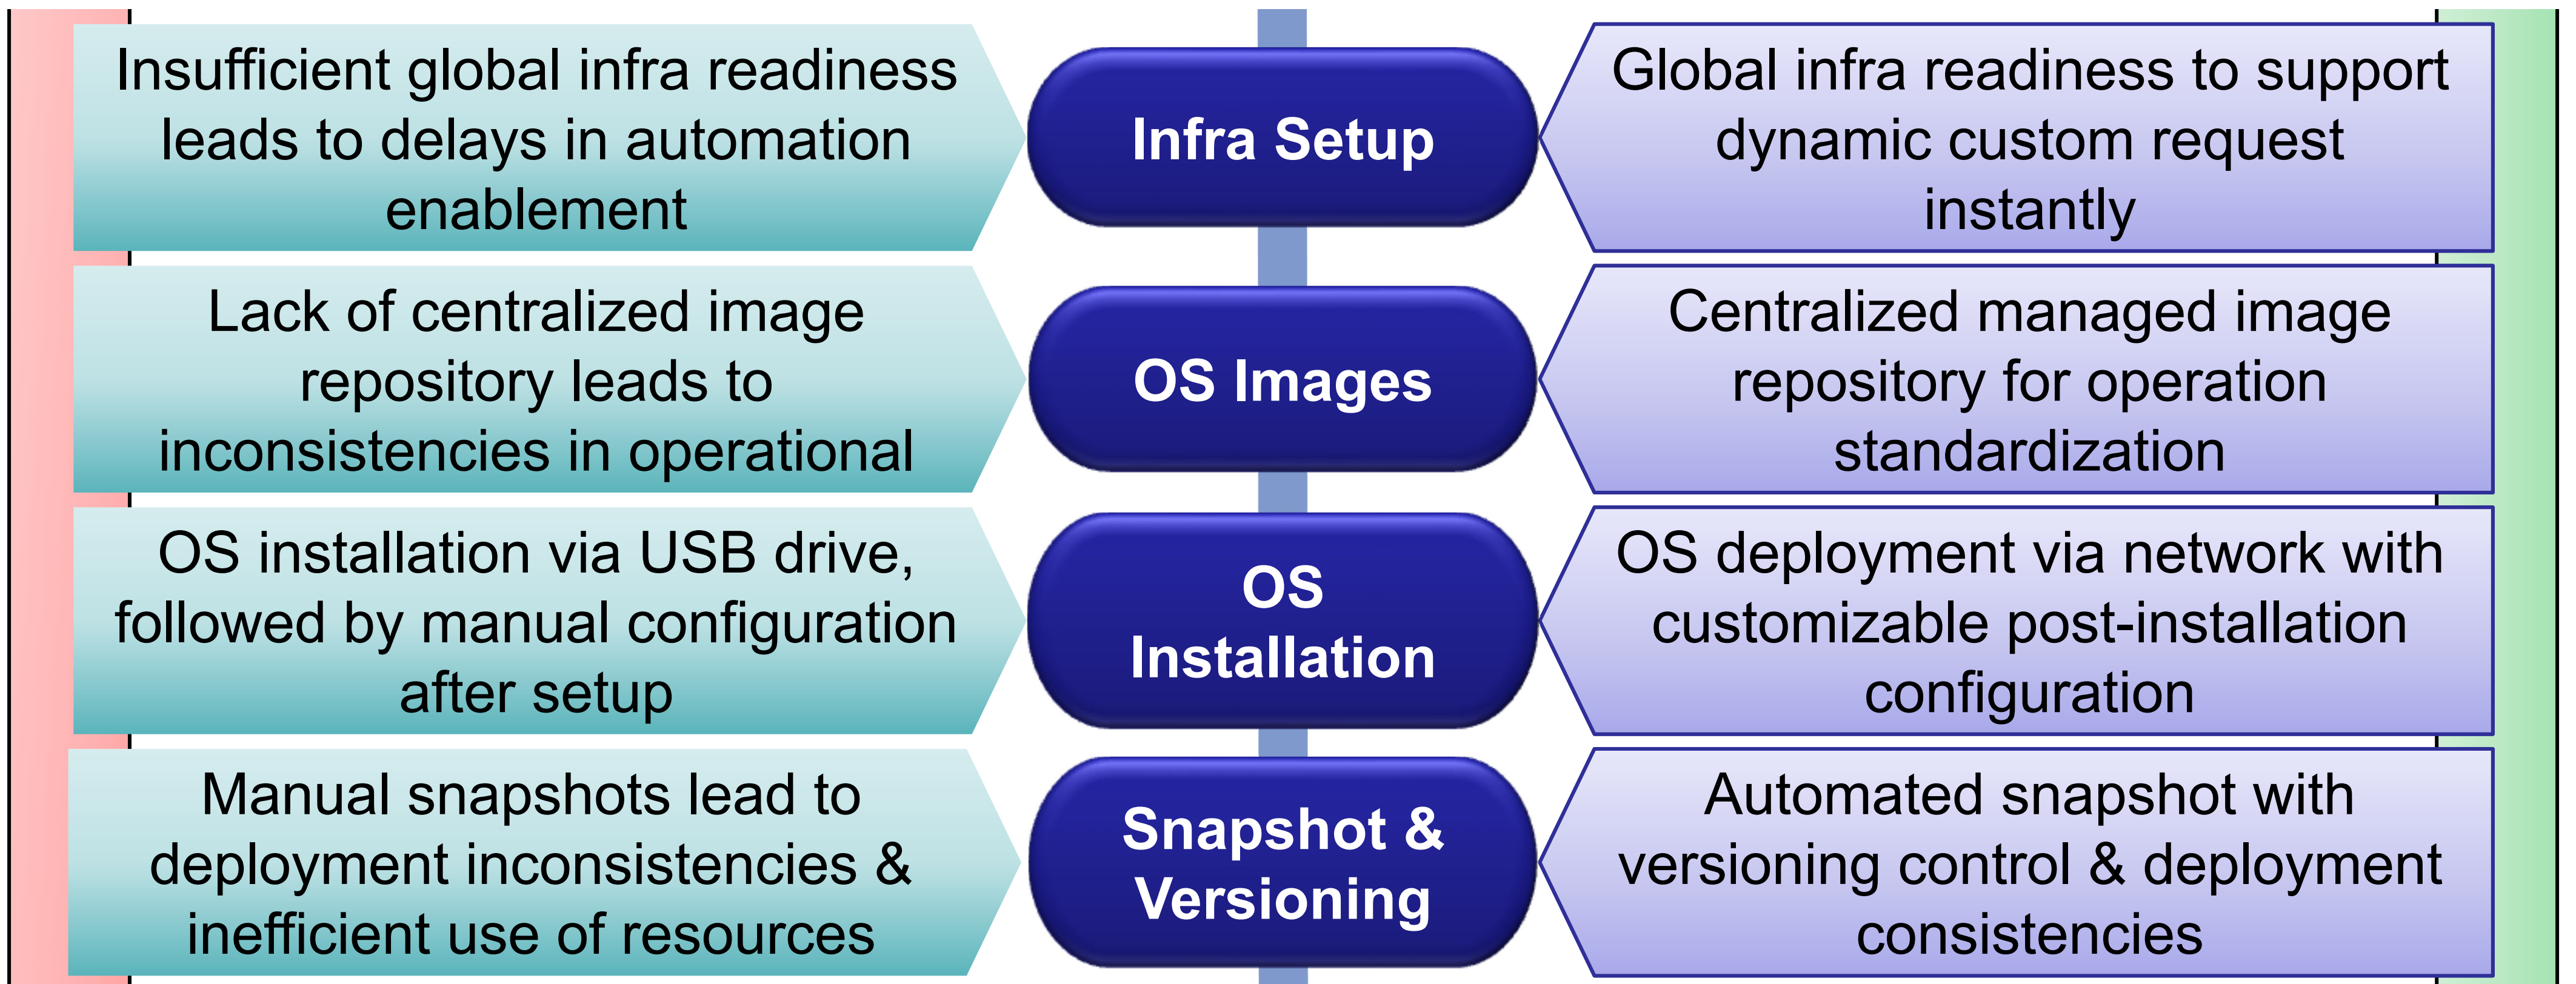 Insufficient global infra readiness
leads to delays in automation
enablement
Infra Setup
Global infra readiness to support
dynamic custom request
instantly
Lack of centralized image
repository leads to
inconsistencies in operational
OS Images
Centralized managed image
repository for operation
standardization
OS installation via USB drive,
followed by manual configuration
after setup
OS
Installation
OS deployment via network with
customizable post-installation
configuration
Manual snapshots lead to
deployment inconsistencies &
inefficient use of resources
Snapshot &
Versioning
Automated snapshot with
versioning control & deployment
consistencies